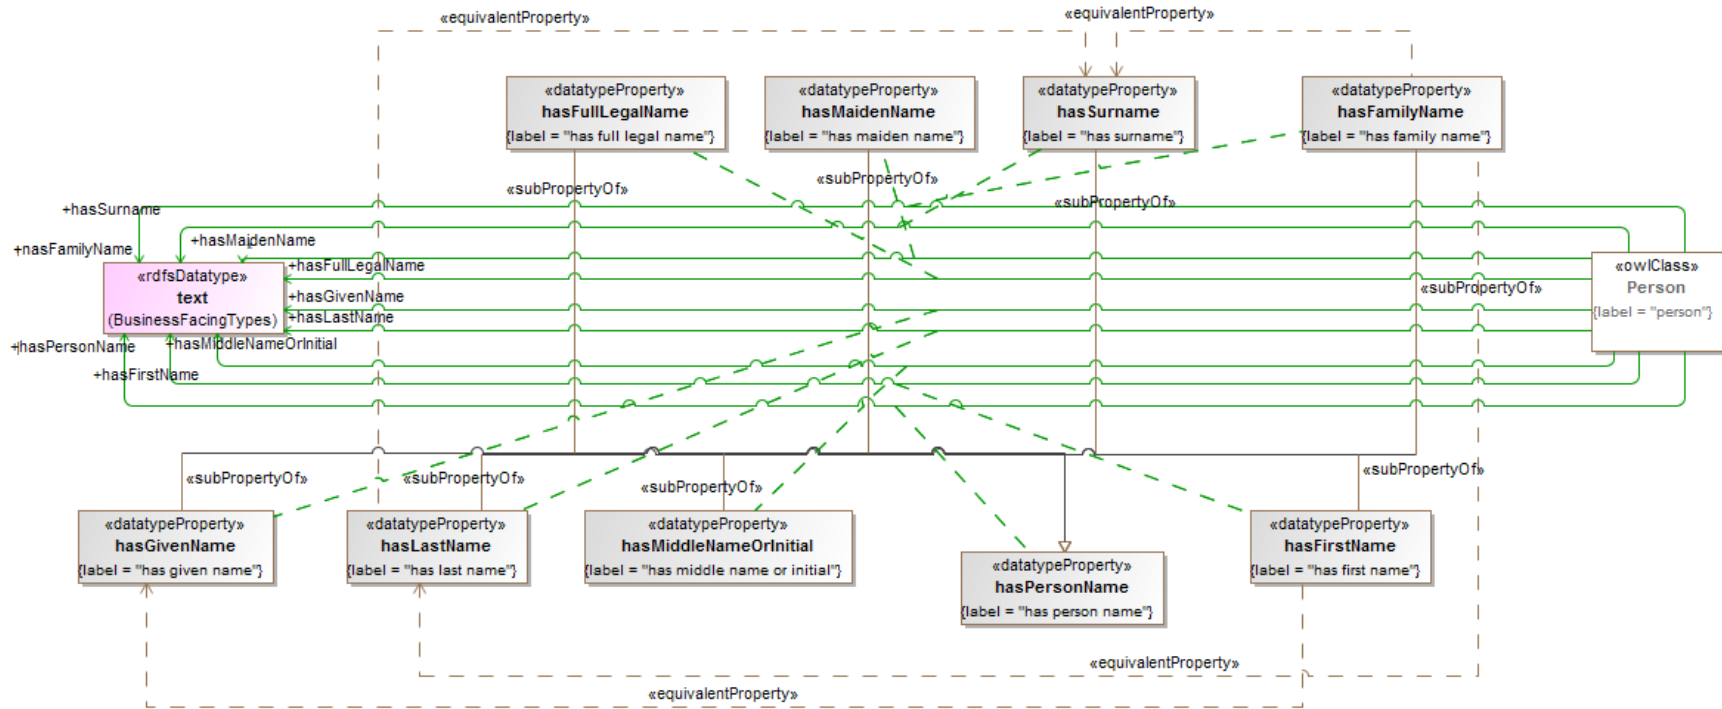 «equivalentProperty»
«equivalentProperty»
«datatypeProperty»
hasFullLegalName
{label = "has full legal name"}
«datatypeProperty»
hasMaidenName
{label = "has maiden name"}
«datatypeProperty»
hasSurname
{label = "has surname"}
«datatypeProperty»
hasFamilyName
{label = "has family name"}
«subPropertyOf»
«subPropertyOf»
«subPropertyOf»
«subPropertyOf»
+hasSurname
+hasFamilyName
+hasMaidenName
+hasFullLegalName
«rdfsDatatype»
text
(BusinessFacingTypes)
+hasGivenName
+hasLastName
+hasPersonName
+hasMiddleNameOrInitial
+hasFirstName
«owlClass»
Person
{label = "person"}
«subPropertyOf»
«subPropertyOf»
«subPropertyOf»
«subPropertyOf»
«datatypeProperty»
hasGivenName
{label = "has given name"}
«datatypeProperty»
hasLastName
{label = "has last name"}
«datatypeProperty»
hasMiddleNameOrInitial
{label = "has middle name or initial"}
«datatypeProperty»
hasPersonName
{label = "has person name"}
«datatypeProperty»
hasFirstName
{label = "has first name"}
«equivalentProperty»
«equivalentProperty»